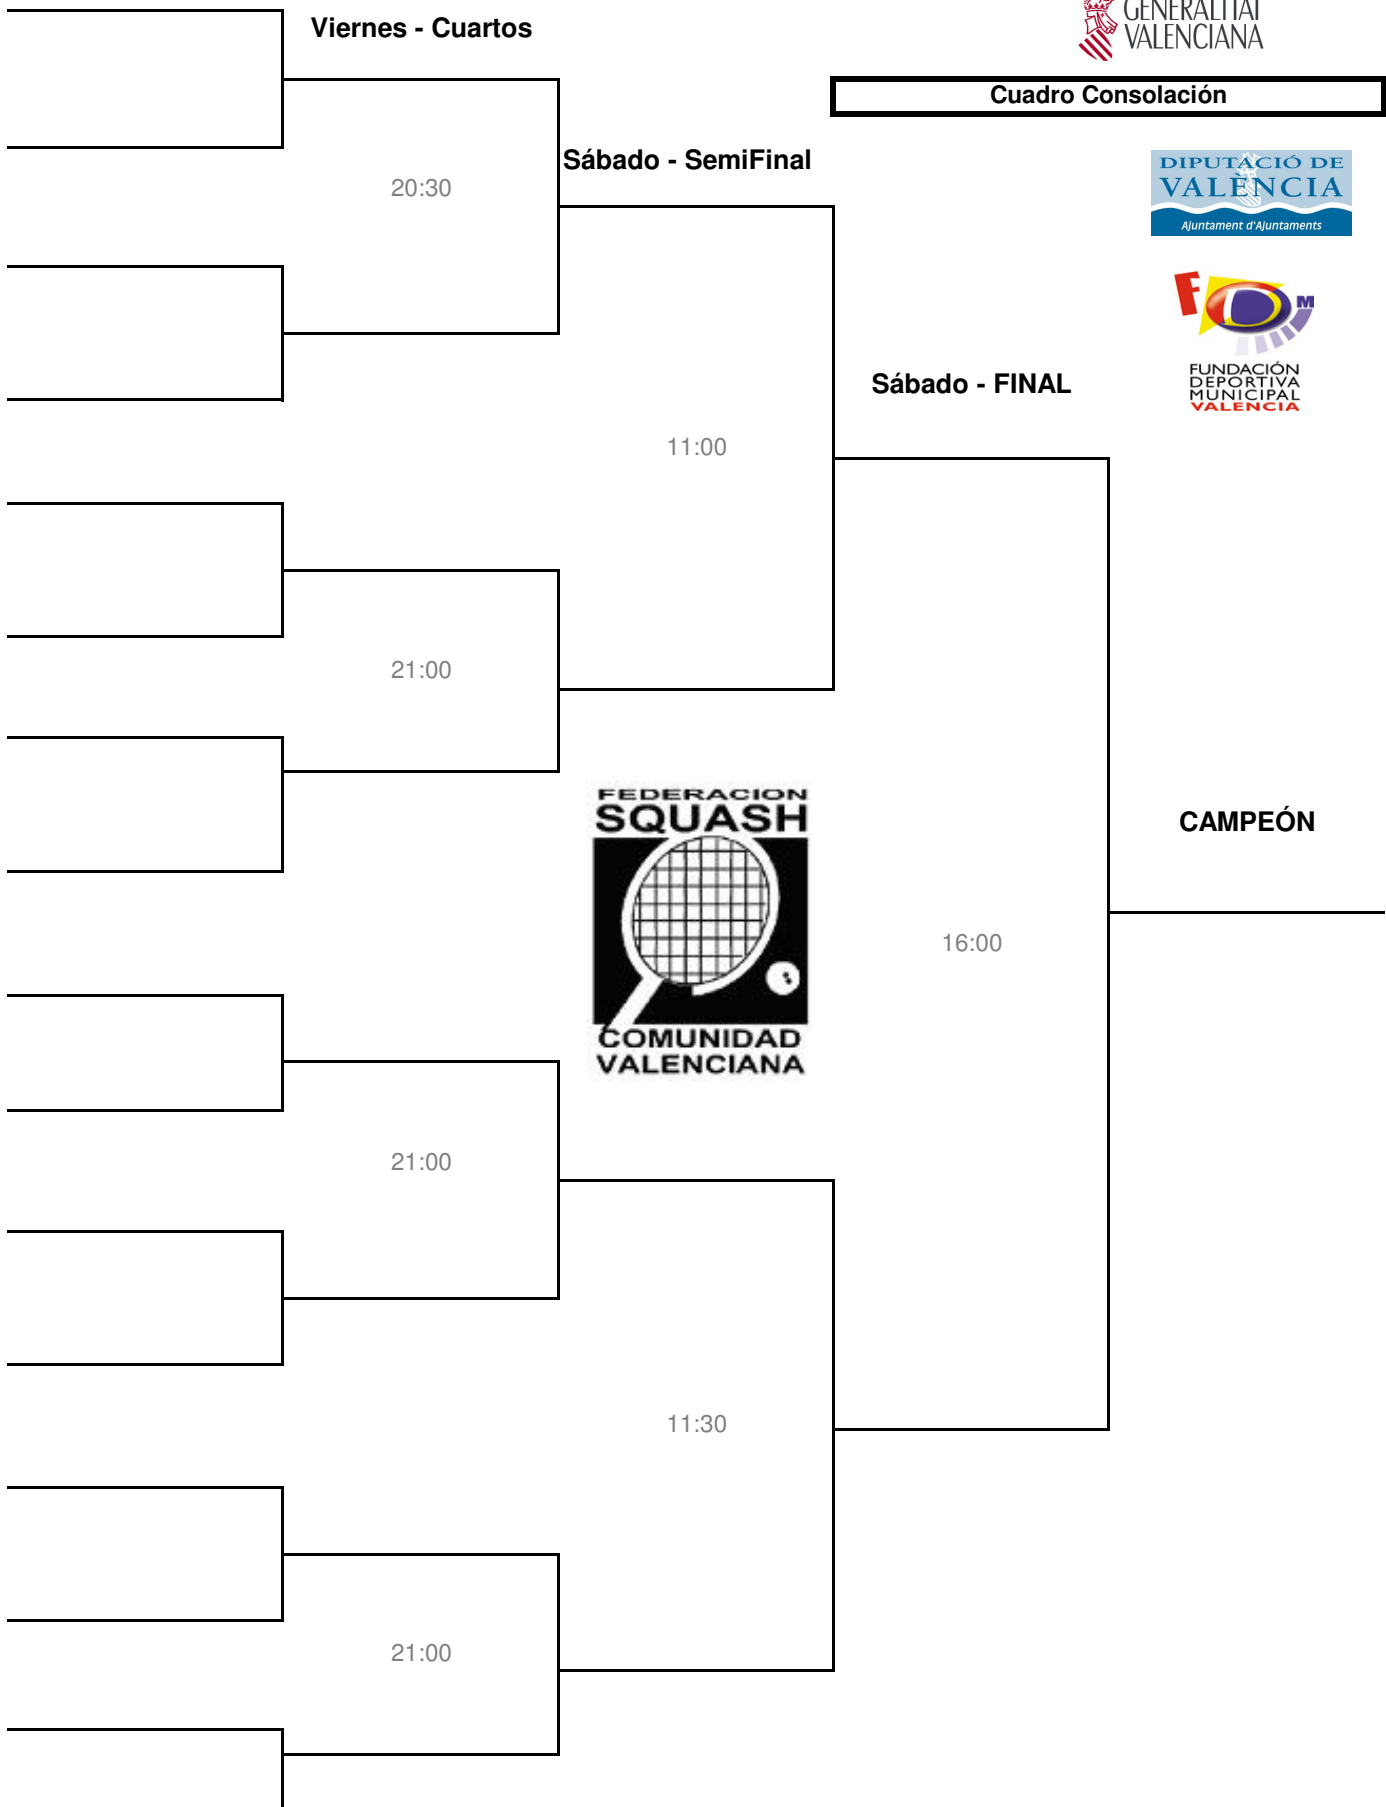 GENERALITAT
VALENCIANA
Viernes - Cuartos
Cuadro Consolación
Sábado - SemiFinal
DIPUTACIÓ DE
VALÈNCIA
Ajuntament d'Ajuntaments
20:30
F D M
FUNDACIÓN
DEPORTIVA
MUNICIPAL
VALENCIA
Sábado - FINAL
11:00
21:00
FEDERACION
SQUASH
COMUNIDAD
VALENCIANA
CAMPEÓN
16:00
21:00
11:30
21:00